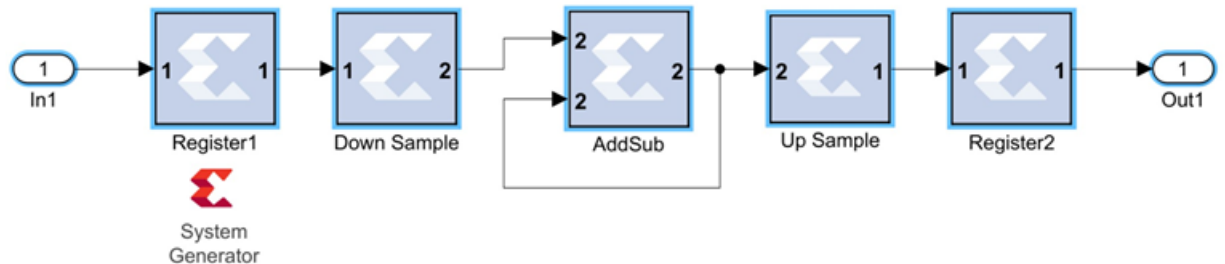 1
In1
1 1
Register1
1 2
Down Sample
2
2 2
AddSub
2 1
Up Sample
1 1
Register2
1
Out1
System
Generator